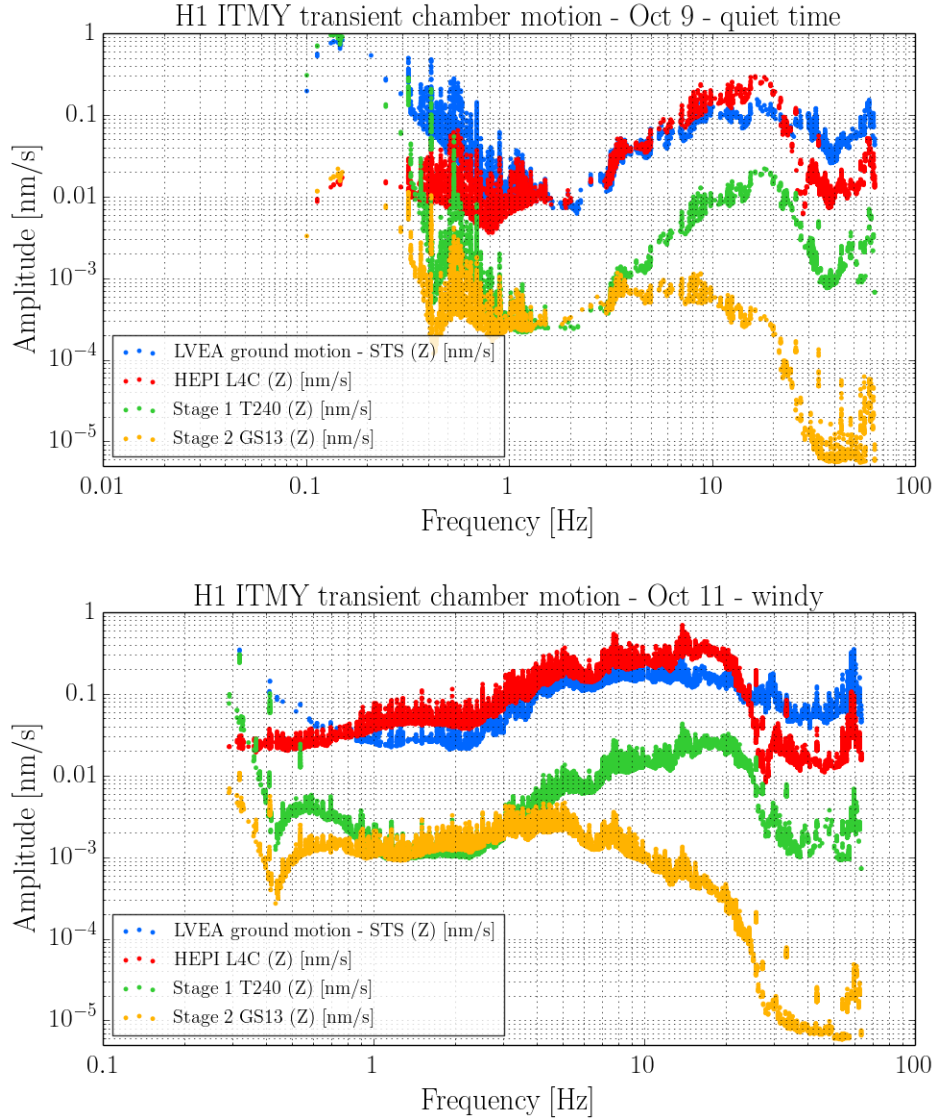 H1 ITMY transient chamber motion - Oct 9 - quiet time
1
0.1
0.01
10⁻³
10⁻⁴
10⁻⁵
Amplitude [nm/s]
LVEA ground motion - STS (Z) [nm/s]
HEPI L4C (Z) [nm/s]
Stage 1 T240 (Z) [nm/s]
Stage 2 GS13 (Z) [nm/s]
0.01 0.1 1 10 100
Frequency [Hz]
H1 ITMY transient chamber motion - Oct 11 - windy
1
0.1
0.01
10⁻³
10⁻⁴
10⁻⁵
Amplitude [nm/s]
LVEA ground motion - STS (Z) [nm/s]
HEPI L4C (Z) [nm/s]
Stage 1 T240 (Z) [nm/s]
Stage 2 GS13 (Z) [nm/s]
0.1 1 10 100
Frequency [Hz]